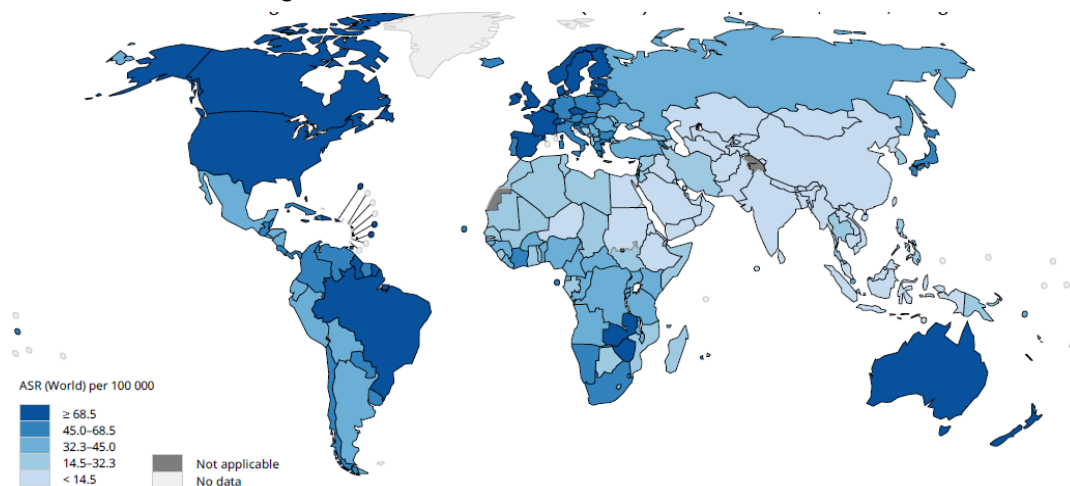 ASR (World) per 100 000
≥ 68.5
45.0–68.5
32.3–45.0
14.5–32.3
< 14.5
Not applicable
No data